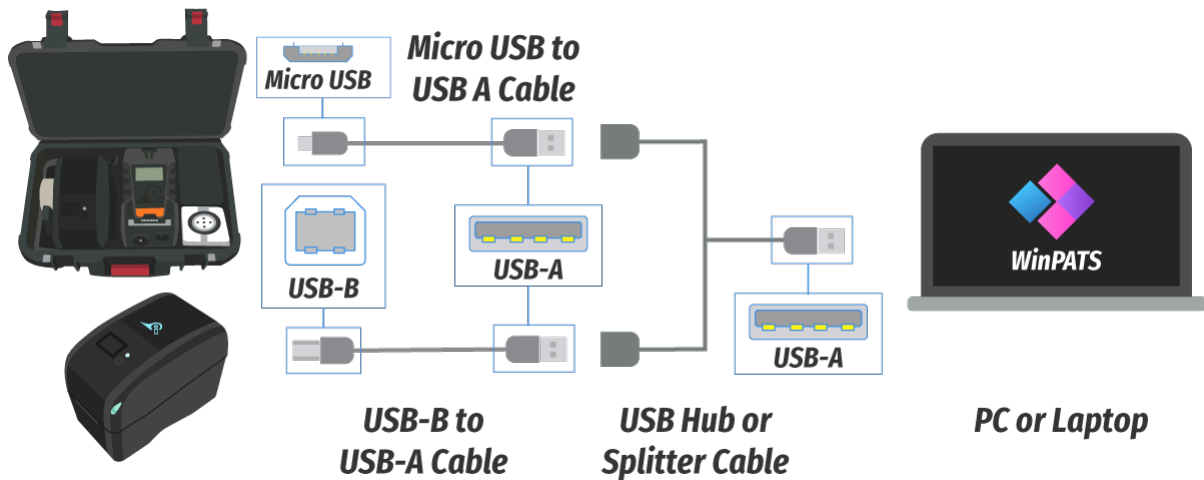 Micro USB
Micro USB to
USB A Cable
USB-B
USB-A
USB-A
WinPATS
USB-B to
USB-A Cable
USB Hub or
Splitter Cable
PC or Laptop